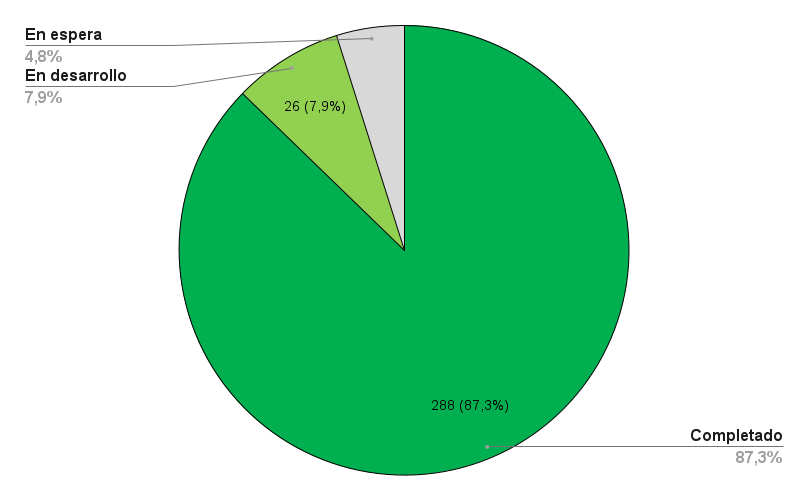 En espera
4,8%
En desarrollo
7,9%
26 (7,9%)
288 (87,3%)
Completado
87,3%